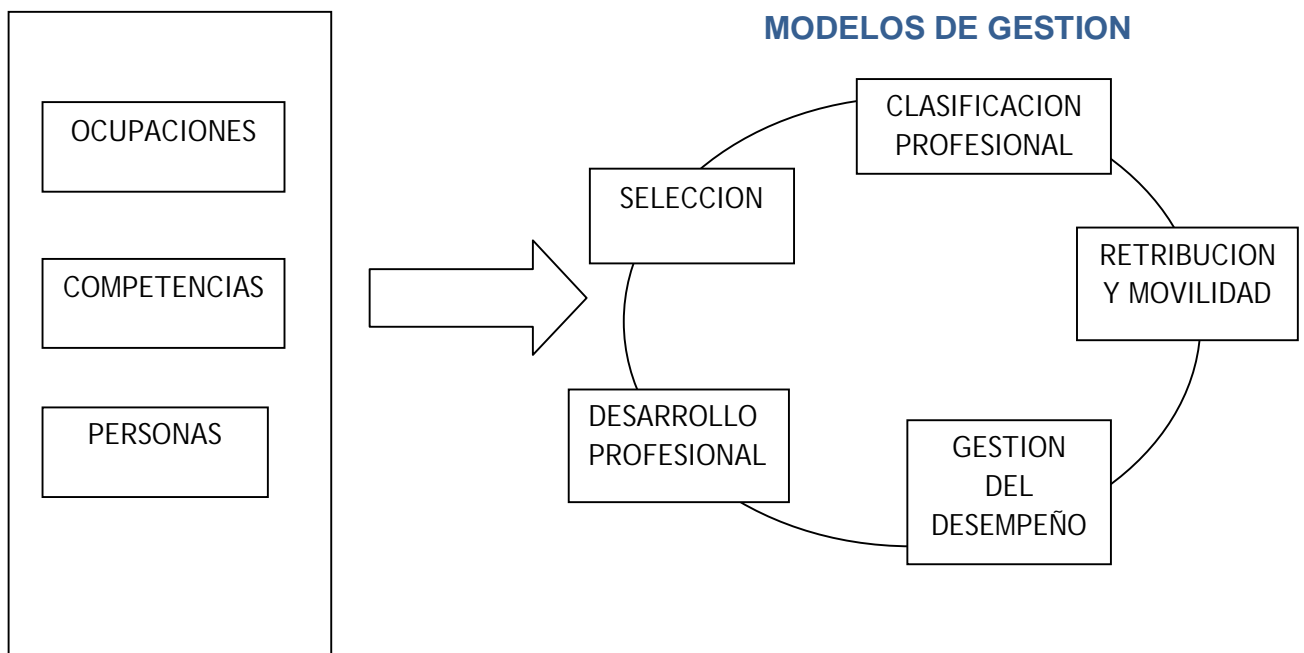 MODELOS DE GESTION
OCUPACIONES
COMPETENCIAS
PERSONAS
CLASIFICACION
PROFESIONAL
SELECCION
RETRIBUCION
Y MOVILIDAD
DESARROLLO
PROFESIONAL
GESTION
DEL
DESEMPEÑO